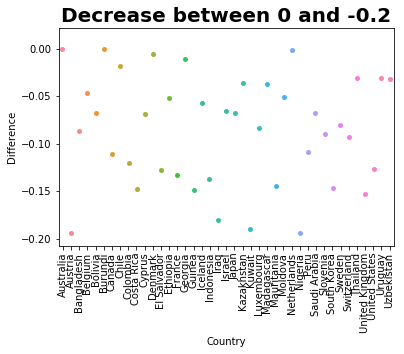 Decrease between 0 and -0.2
0.00
−0.05
−0.10
−0.15
−0.20
Difference
Australia
Austria
Bangladesh
Belgium
Bolivia
Burundi
Canada
Chile
Colombia
Costa Rica
Cyprus
Denmark
El Salvador
Ethiopia
France
Georgia
Guinea
Iceland
Indonesia
Iraq
Israel
Japan
Kazakhstan
Kuwait
Luxembourg
Madagascar
Mauritania
Moldova
Netherlands
Nigeria
Peru
Saudi Arabia
Slovenia
South Korea
Sweden
Switzerland
Thailand
United Kingdom
United States
Uruguay
Uzbekistan
Country